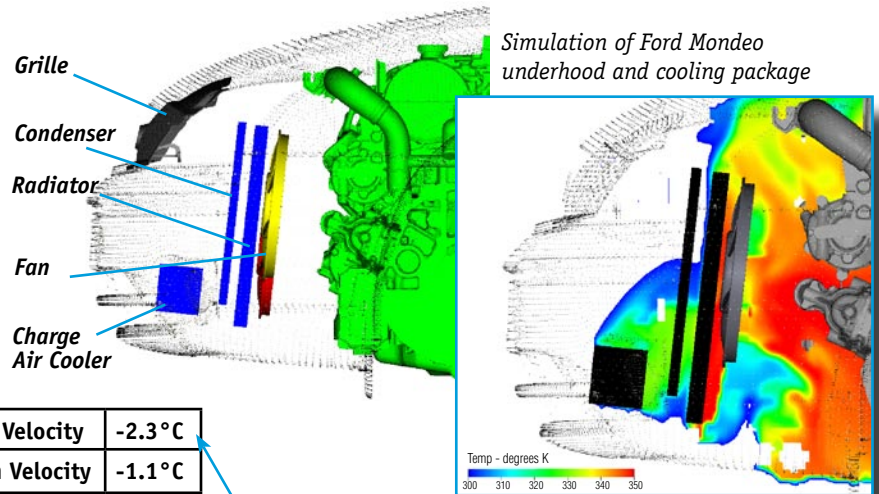 Simulation of Ford Mondeo
underhood and cooling package
Grille
Condenser
Radiator
Fan
Charge
Air Cooler
Velocity -2.3°C
Velocity -1.1°C
Temp - degrees K
300 310 320 330 340 350